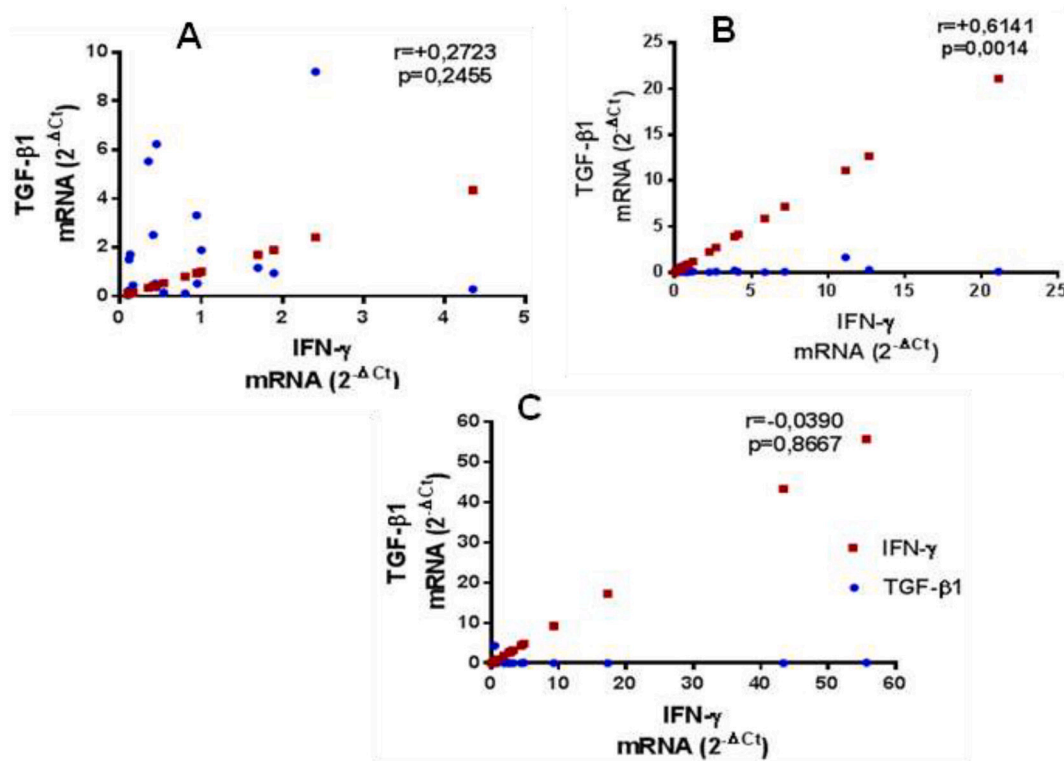 A
r=+0,2723
p=0,2455
TGF-β1
mRNA (2^-ΔCt)
10
8
6
4
2
0
0 1 2 3 4 5
IFN-γ
mRNA (2^-ΔCt)
B
r=+0,6141
p=0,0014
TGF-β1
mRNA (2^-ΔCt)
25
20
15
10
5
0
0 5 10 15 20 25
IFN-γ
mRNA (2^-ΔCt)
C
r=-0,0390
p=0,8667
TGF-β1
mRNA (2^-ΔCt)
60
50
40
30
20
10
0
0 10 20 30 40 50 60
IFN-γ
mRNA (2^-ΔCt)
IFN-γ
TGF-β1